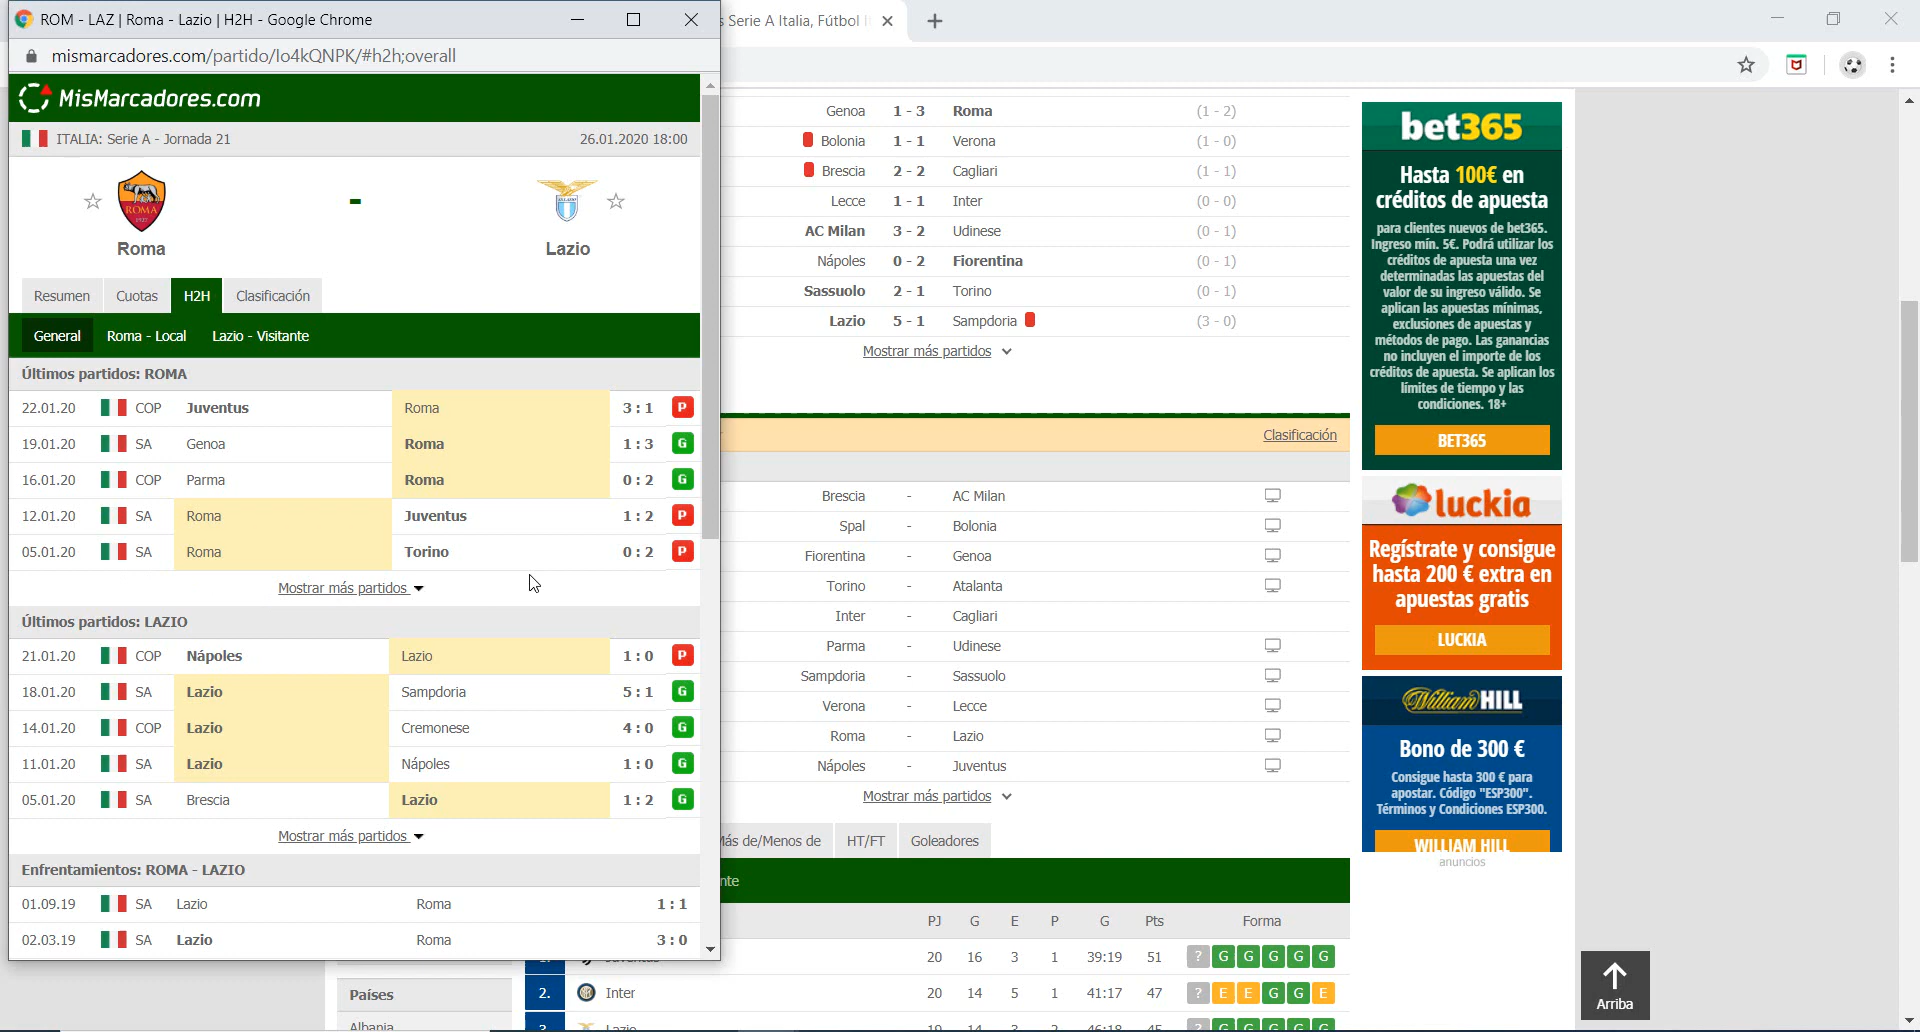 ROM - LAZ | Roma - Lazio | H2H - Google Chrome
mismarcadores.com/partido/Io4kQNPK/#h2h;overall
MisMarcadores.com
ITALIA: Serie A - Jornada 21 26.01.2020 18:00
ROMA
1927
-
Roma Lazio
Resumen Cuotas H2H Clasificación
General Roma - Local Lazio - Visitante
Últimos partidos: ROMA
22.01.20 COP Juventus Roma 3 : 1 P
19.01.20 SA Genoa Roma 1 : 3 G
16.01.20 COP Parma Roma 0 : 2 G
12.01.20 SA Roma Juventus 1 : 2 P
05.01.20 SA Roma Torino 0 : 2 P
Mostrar más partidos
Últimos partidos: LAZIO
21.01.20 COP Nápoles Lazio 1 : 0 P
18.01.20 SA Lazio Sampdoria 5 : 1 G
14.01.20 COP Lazio Cremonese 4 : 0 G
11.01.20 SA Lazio Nápoles 1 : 0 G
05.01.20 SA Brescia Lazio 1 : 2 G
Mostrar más partidos
Enfrentamientos: ROMA - LAZIO
01.09.19 SA Lazio Roma 1 : 1
02.03.19 SA Lazio Roma 3 : 0
Serie A Italia, Fútbol
Genoa 1 - 3 Roma (1 - 2)
Bolonia 1 - 1 Verona (1 - 0)
Brescia 2 - 2 Cagliari (1 - 1)
Lecce 1 - 1 Inter (0 - 0)
AC Milan 3 - 2 Udinese (0 - 1)
Nápoles 0 - 2 Fiorentina (0 - 1)
Sassuolo 2 - 1 Torino (0 - 1)
Lazio 5 - 1 Sampdoria (3 - 0)
Mostrar más partidos
Clasificación
Brescia - AC Milan
Spal - Bolonia
Fiorentina - Genoa
Torino - Atalanta
Inter - Cagliari
Parma - Udinese
Sampdoria - Sassuolo
Verona - Lecce
Roma - Lazio
Nápoles - Juventus
Mostrar más partidos
Más de/Menos de HT/FT Goleadores
nte
PJ G E P G Pts Forma
20 16 3 1 39:19 51 ? G G G G G
2. Inter 20 14 5 1 41:17 47 ? E E G G E
3. Lazio 19 14 3 2 46:18 45 ? G G G G G
Países
Albania
bet365
Hasta 100€ en
créditos de apuesta
para clientes nuevos de bet365.
Ingreso mín. 5€. Podrá utilizar los
créditos de apuesta una vez
determinadas las apuestas del
valor de su ingreso válido. Se
aplican las apuestas mínimas,
exclusiones de apuestas y
métodos de pago. Las ganancias
no incluyen el importe de los
créditos de apuesta. Se aplican los
límites de tiempo y las
condiciones. 18+
BET365
luckia
Regístrate y consigue
hasta 200 € extra en
apuestas gratis
LUCKIA
William HILL
Bono de 300 €
Consigue hasta 300 € para
apostar. Código "ESP300".
Términos y Condiciones ESP300.
WILLIAM HILL
anuncios
Arriba